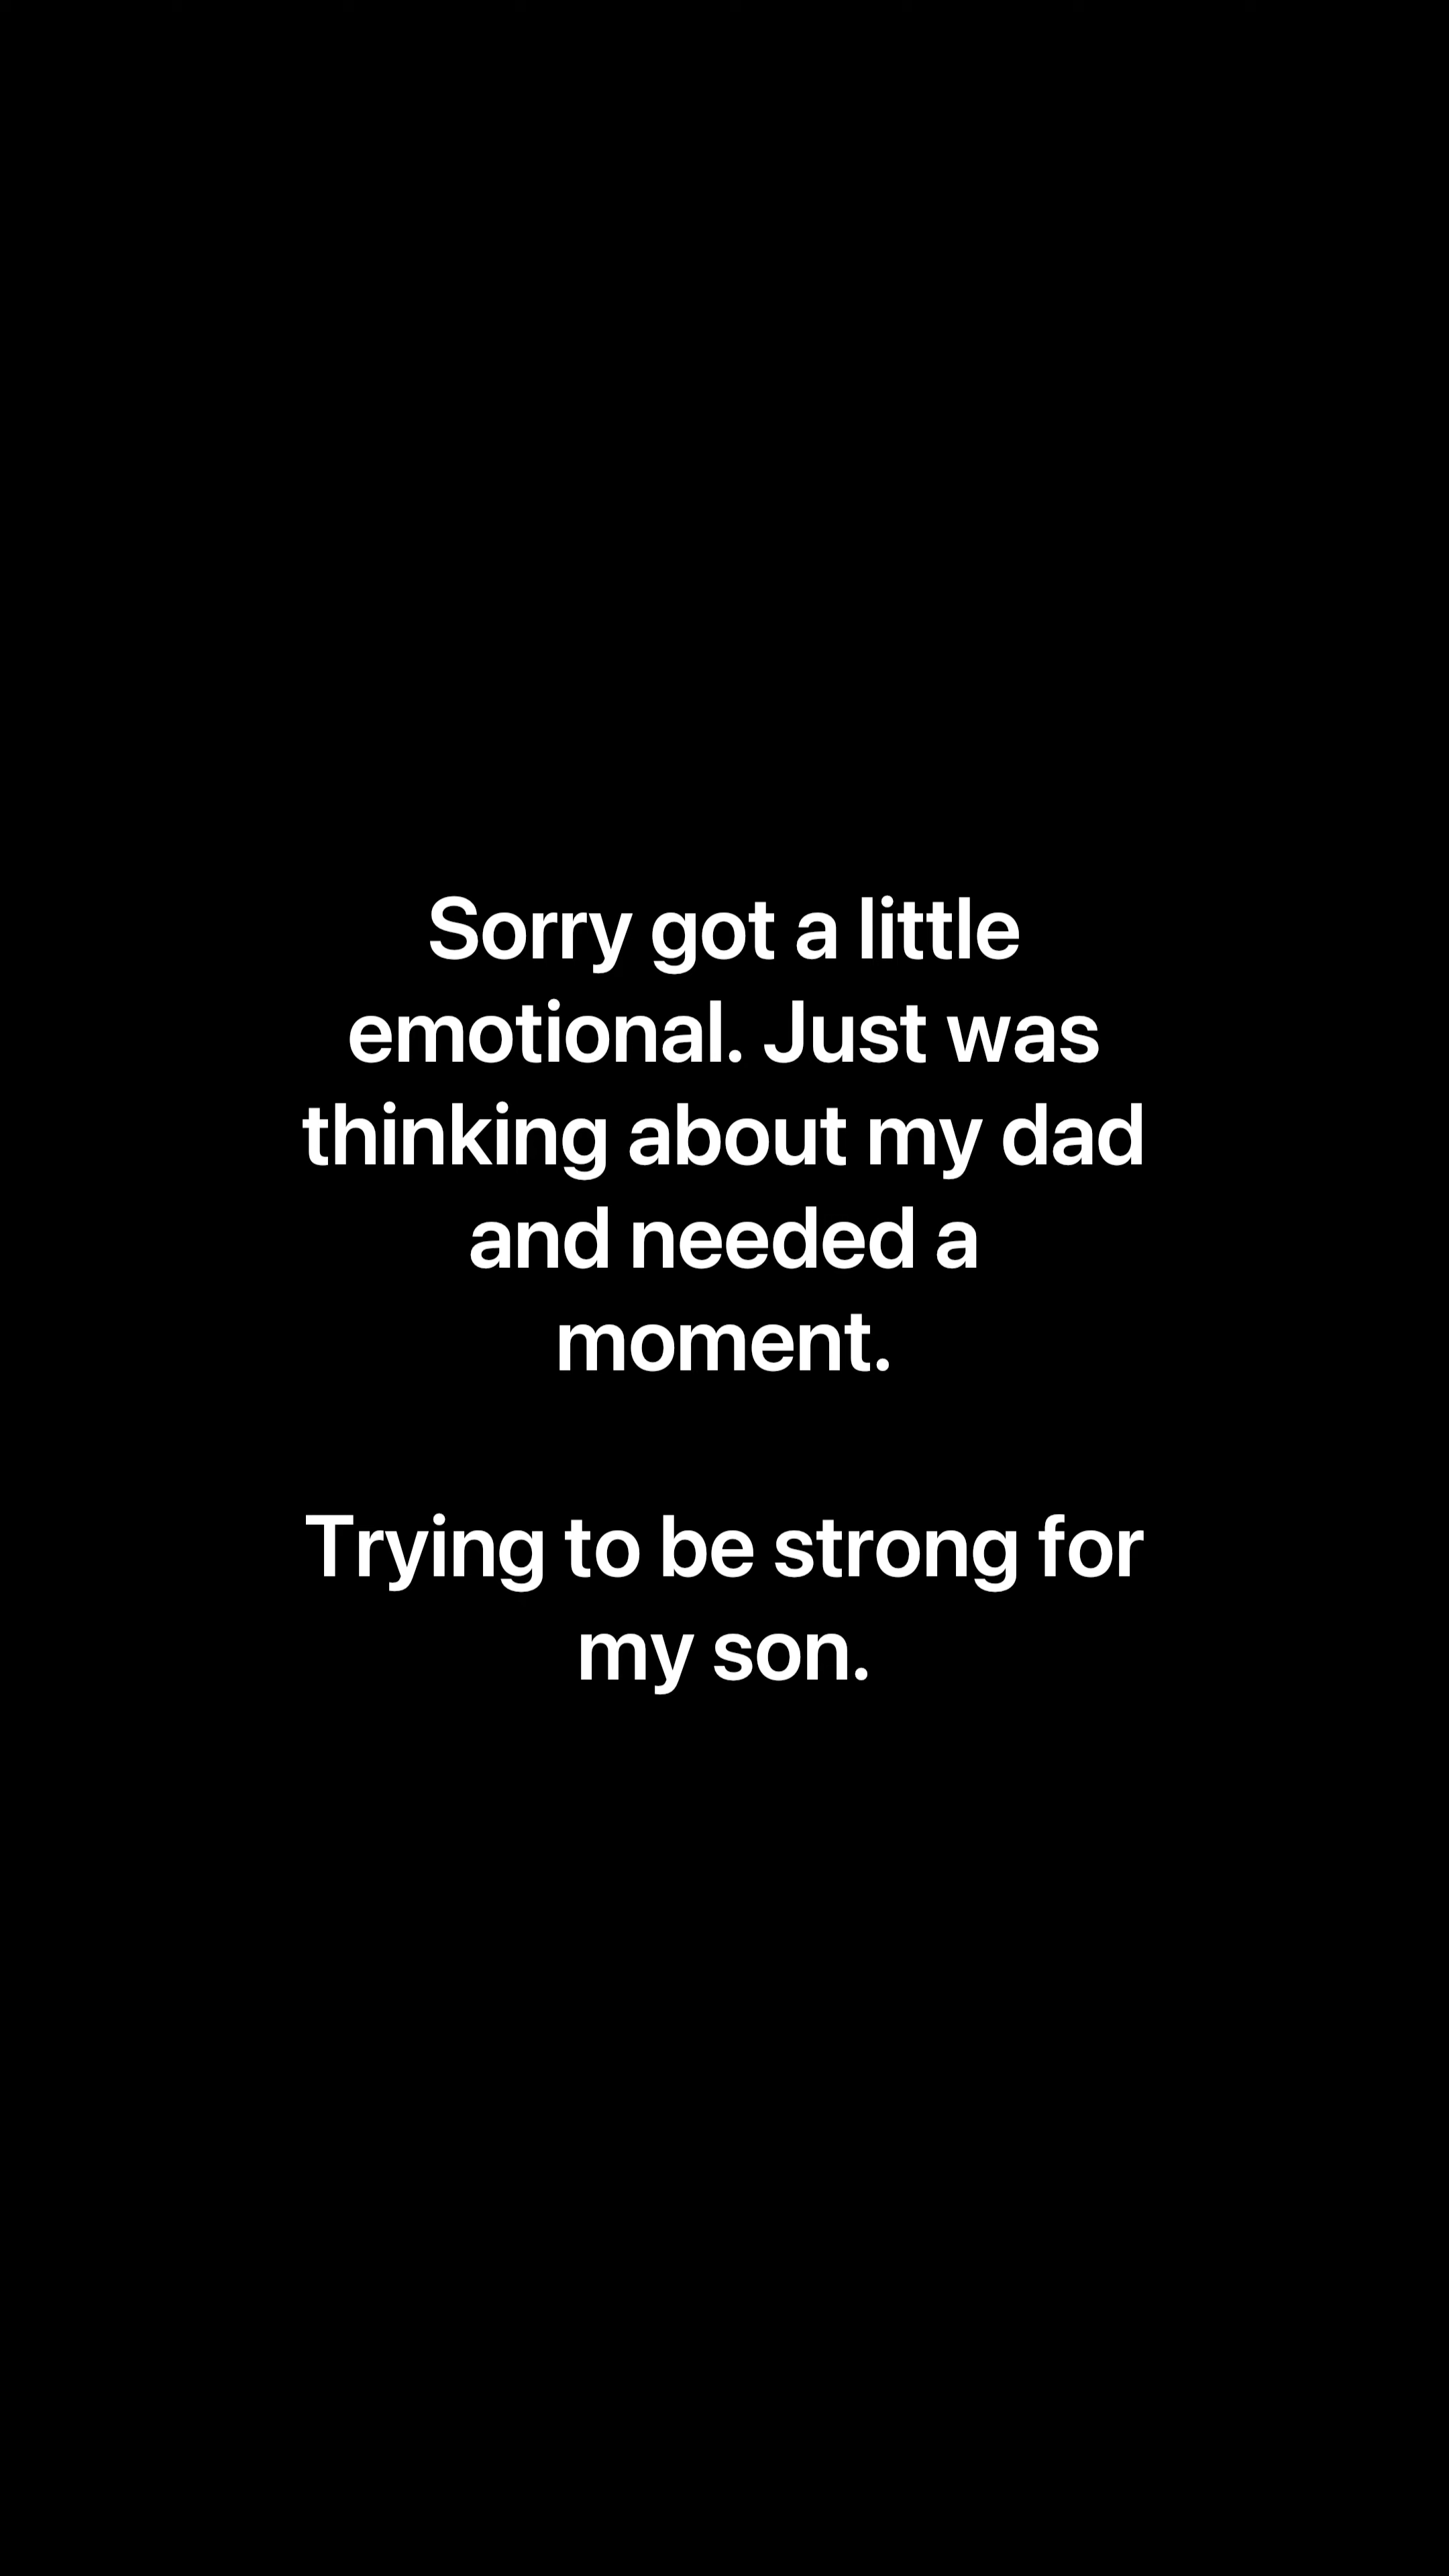 Sorry got a little
emotional. Just was
thinking about my dad
and needed a
moment.
Trying to be strong for
my son.